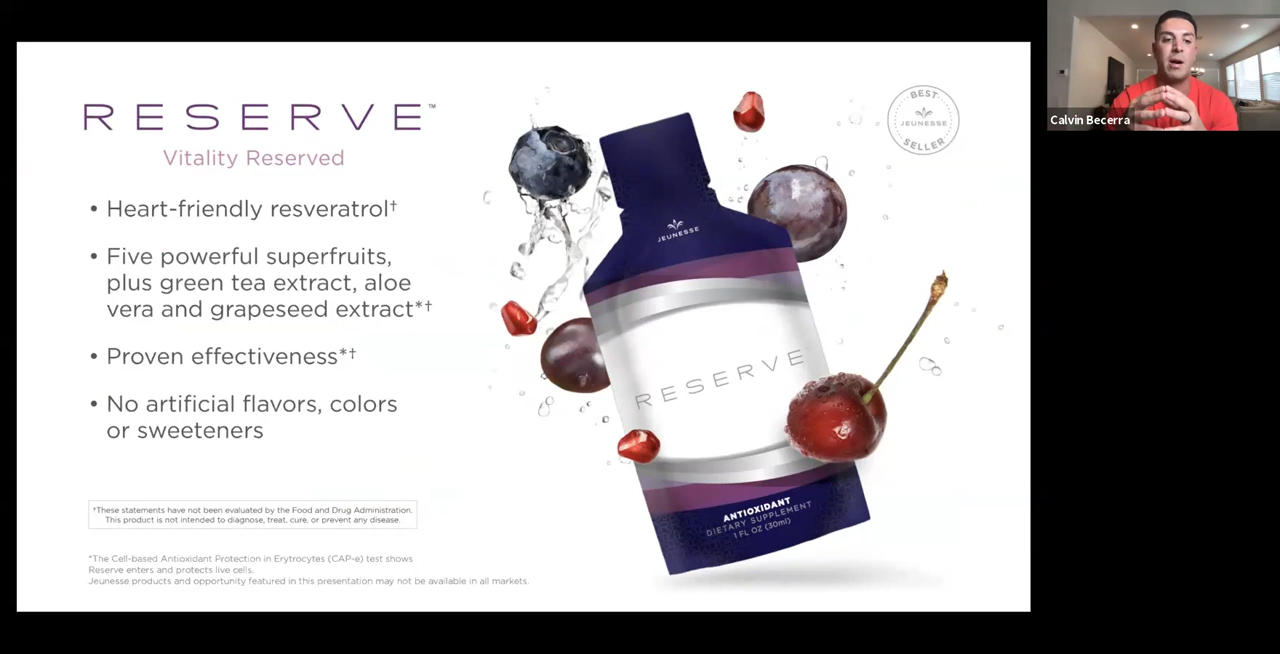 RESERVE™
Vitality Reserved
• Heart-friendly resveratrol†
• Five powerful superfruits,
plus green tea extract, aloe
vera and grapeseed extract*†
• Proven effectiveness*†
• No artificial flavors, colors
or sweeteners
†These statements have not been evaluated by the Food and Drug Administration.
This product is not intended to diagnose, treat, cure, or prevent any disease.
*The Cell-based Antioxidant Protection in Erytrocytes (CAP-e) test shows
Reserve enters and protects live cells.
Jeunesse products and opportunity featured in this presentation may not be available in all markets.
JEUNESSE
RESERVE
ANTIOXIDANT
DIETARY SUPPLEMENT
1 FL OZ (30ml)
BEST
JEUNESSE
SELLER
Calvin Becerra